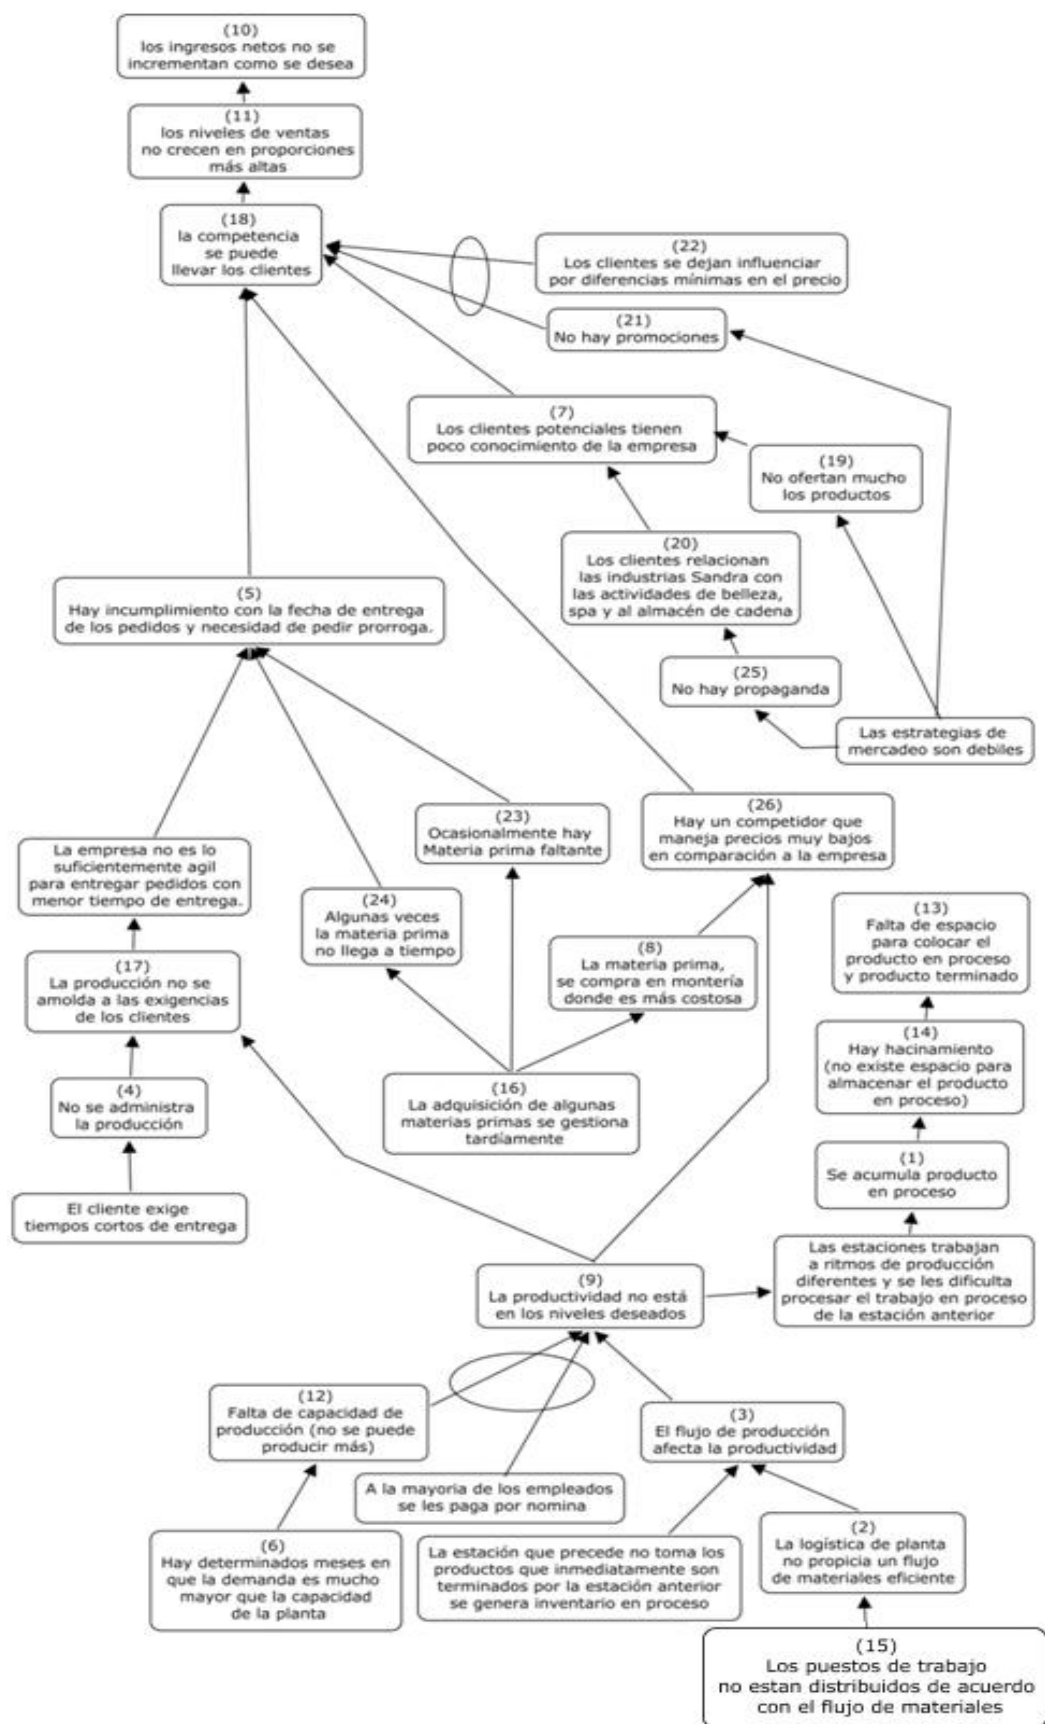 (10)
los ingresos netos no se
incrementan como se desea
(11)
los niveles de ventas
no crecen en proporciones
más altas
(18)
la competencia
se puede
llevar los clientes
(22)
Los clientes se dejan influenciar
por diferencias mínimas en el precio
(21)
No hay promociones
(7)
Los clientes potenciales tienen
poco conocimiento de la empresa
(19)
No ofertan mucho
los productos
(20)
Los clientes relacionan
las industrias Sandra con
las actividades de belleza,
spa y al almacén de cadena
(5)
Hay incumplimiento con la fecha de entrega
de los pedidos y necesidad de pedir prorroga.
(25)
No hay propaganda
Las estrategias de
mercadeo son debiles
(23)
Ocasionalmente hay
Materia prima faltante
(26)
Hay un competidor que
maneja precios muy bajos
en comparación a la empresa
La empresa no es lo
suficientemente agil
para entregar pedidos con
menor tiempo de entrega.
(24)
Algunas veces
la materia prima
no llega a tiempo
(8)
La materia prima,
se compra en montería
donde es más costosa
(13)
Falta de espacio
para colocar el
producto en proceso
y producto terminado
(17)
La producción no se
amolda a las exigencias
de los clientes
(14)
Hay hacinamiento
(no existe espacio para
almacenar el producto
en proceso)
(4)
No se administra
la producción
(16)
La adquisición de algunas
materias primas se gestiona
tardíamente
(1)
Se acumula producto
en proceso
El cliente exige
tiempos cortos de entrega
(9)
La productividad no está
en los niveles deseados
Las estaciones trabajan
a ritmos de producción
diferentes y se les dificulta
procesar el trabajo en proceso
de la estación anterior
(12)
Falta de capacidad de
producción (no se puede
producir más)
(3)
El flujo de producción
afecta la productividad
A la mayoria de los empleados
se les paga por nomina
(6)
Hay determinados meses en
que la demanda es mucho
mayor que la capacidad
de la planta
La estación que precede no toma los
productos que inmediatamente son
terminados por la estación anterior
se genera inventario en proceso
(2)
La logística de planta
no propicia un flujo
de materiales eficiente
(15)
Los puestos de trabajo
no estan distribuidos de acuerdo
con el flujo de materiales